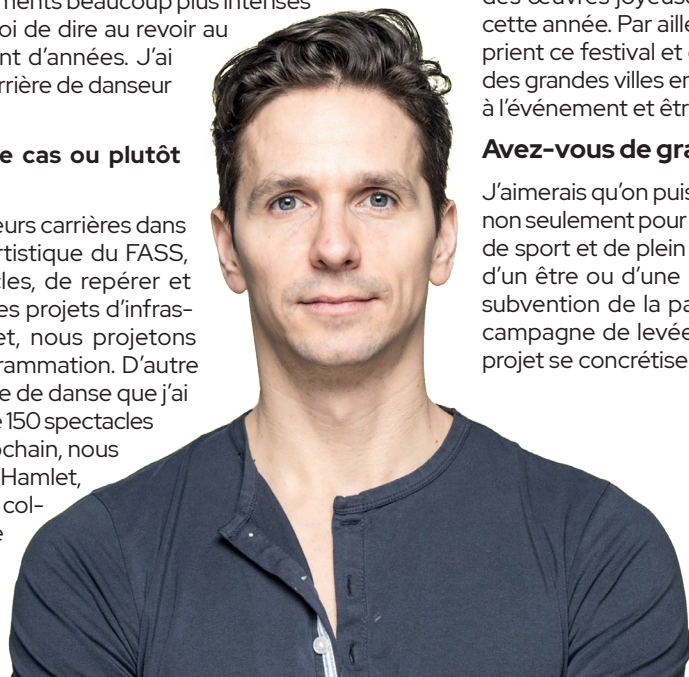 ments beaucoup plus intenses
oi de dire au revoir au
nt d'années. J'ai
rrière de danseur
e cas ou plutôt
eurs carrières dans
rtistique du FASS,
les, de repérer et
es projets d'infras-
et, nous projetons
rammation. D'autre
e de danse que j'ai
e 150 spectacles
ochain, nous
Hamlet,
col-
e
cette année. Par aille
prient ce festival et
des grandes villes en
à l'événement et êtr
Avez-vous de gra
J'aimerais qu'on puis
non seulement pour
de sport et de plein
d'un être ou d'une
subvention de la pa
campagne de levée
projet se concrétise